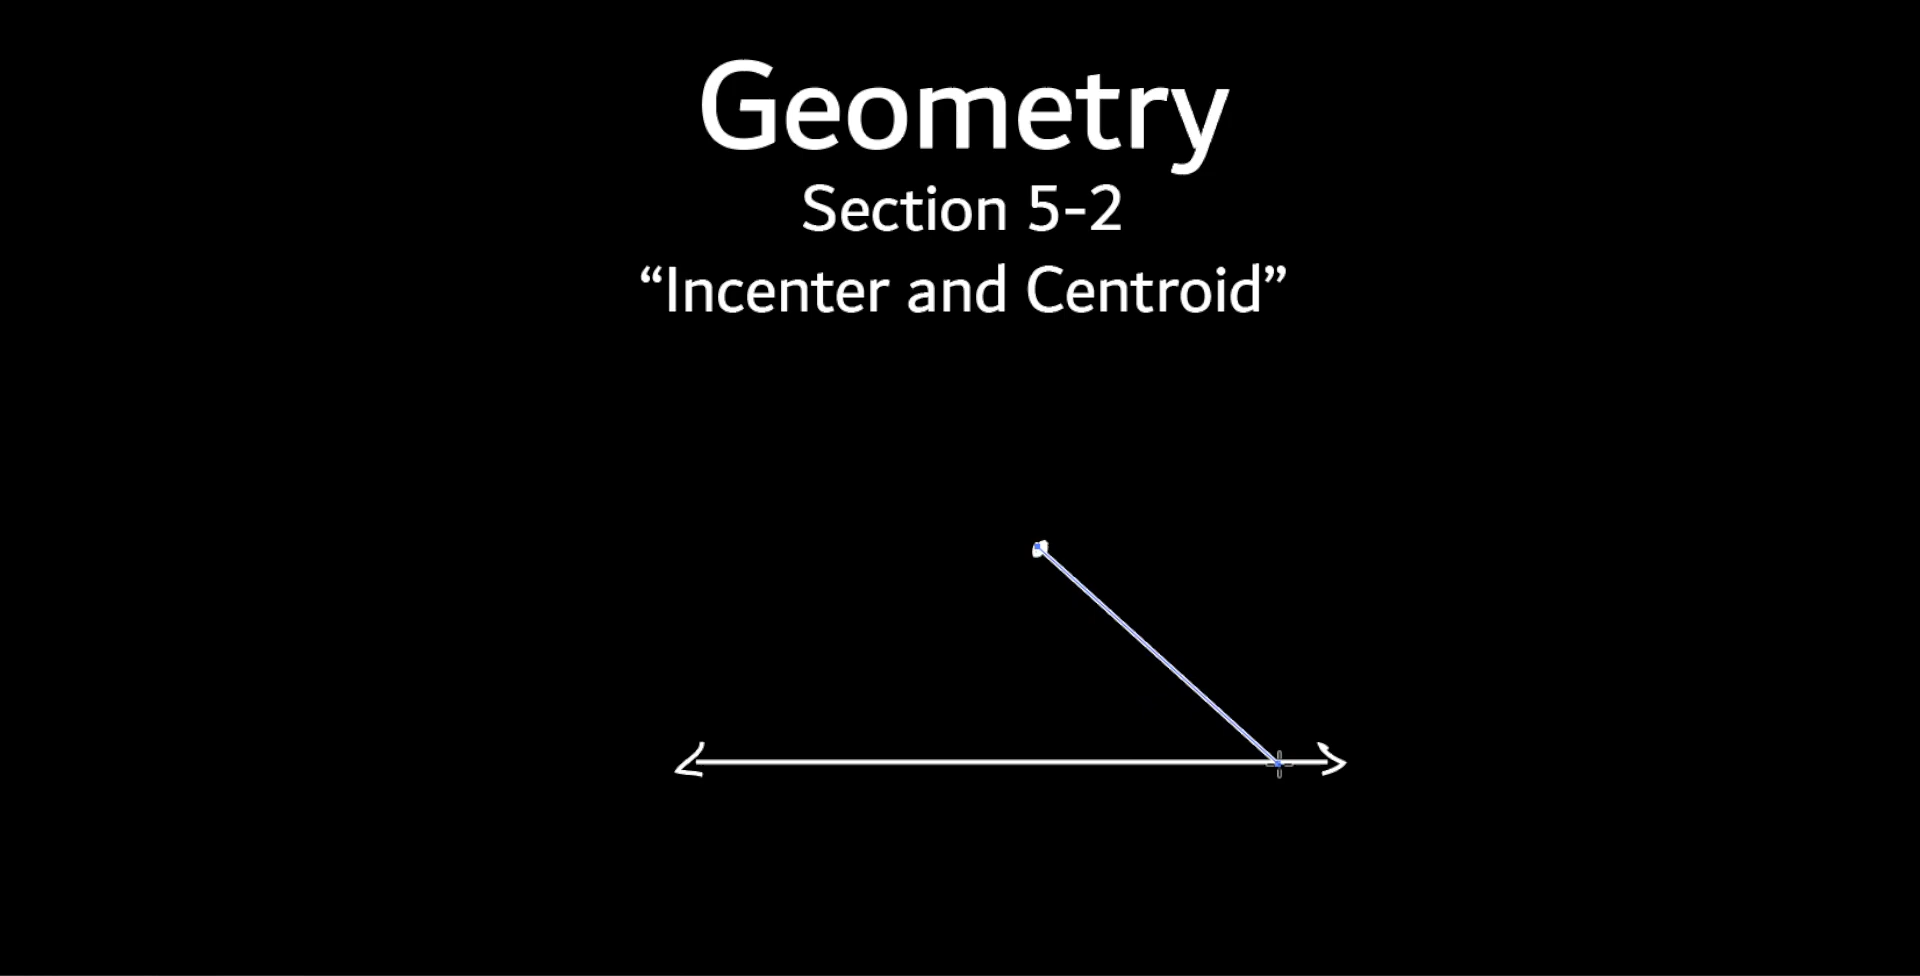 Geometry
Section 5-2
“Incenter and Centroid”